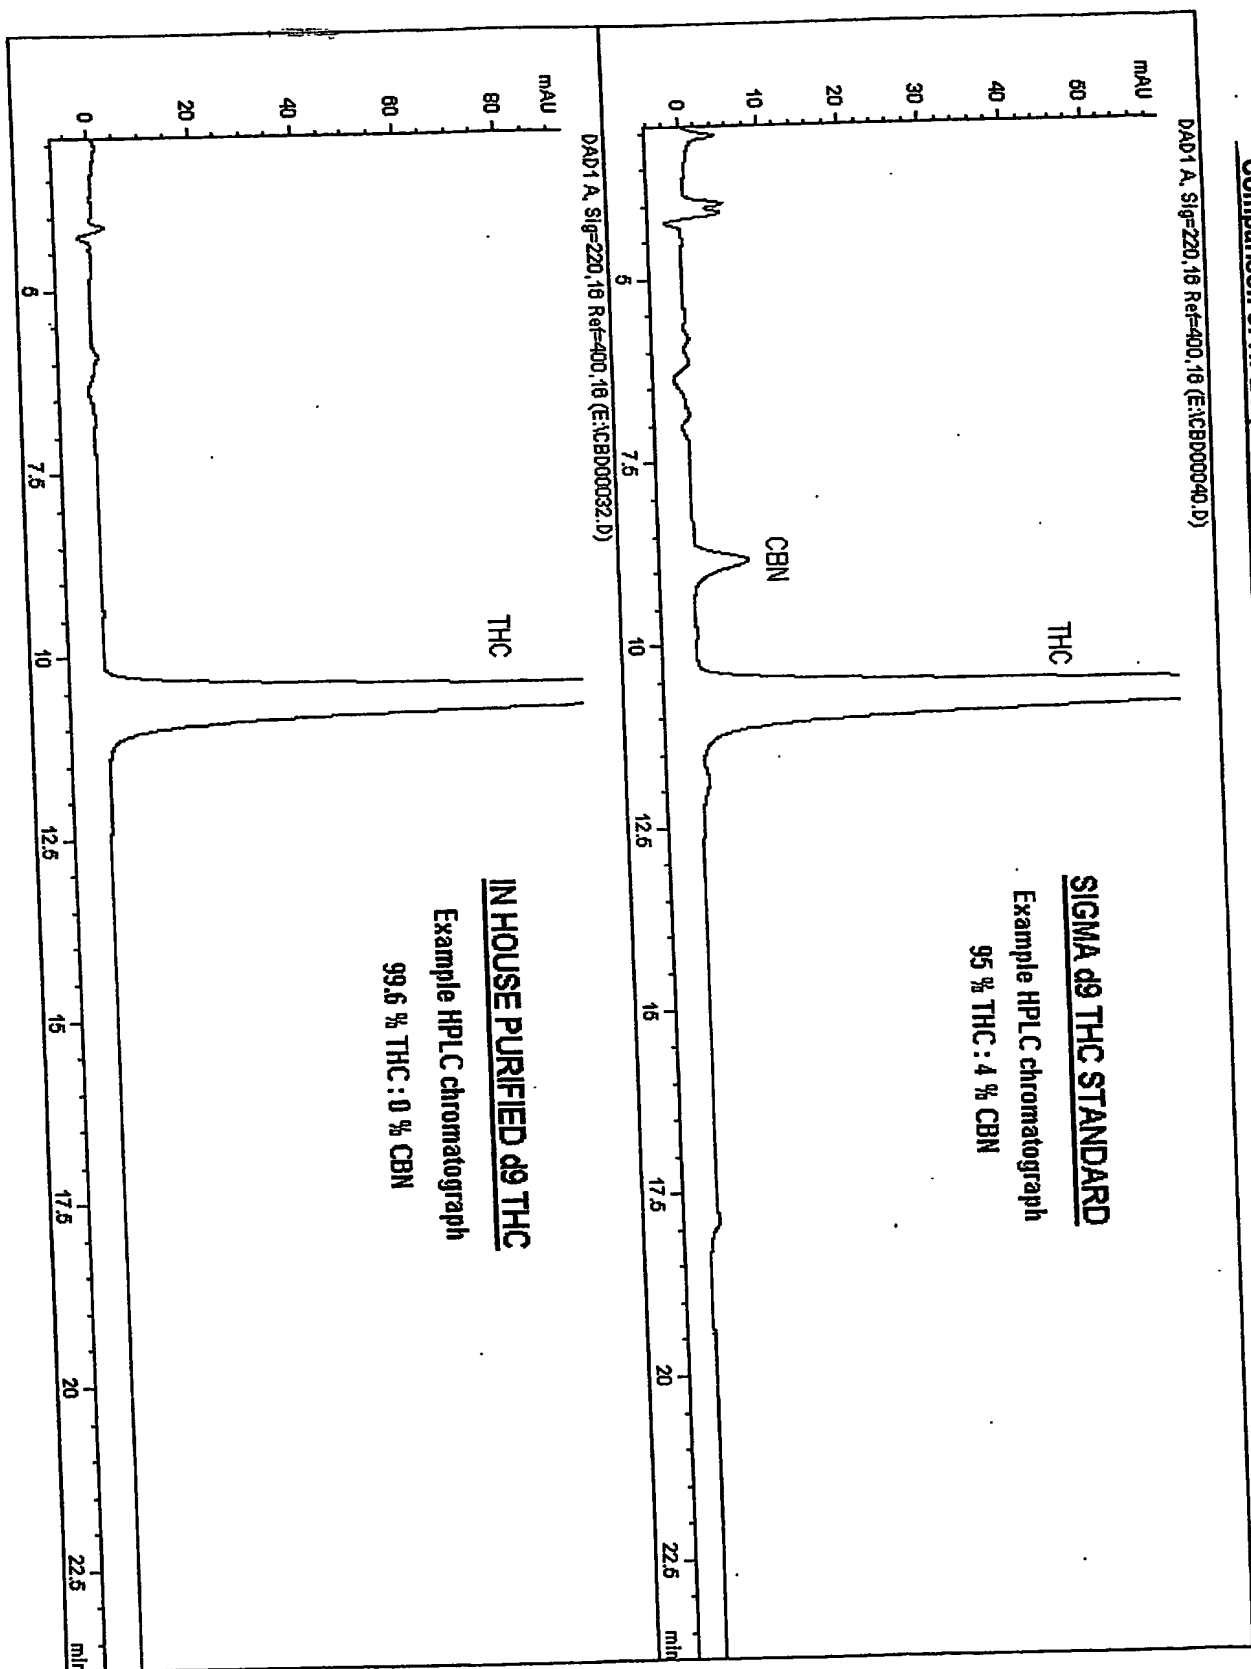 DAD1 A, Sig=220,16 Ref=400,16 (E:\CBD00040.D)
mAU
60
40
30
20
10
0
CBN
THC
SIGMA d9 THC STANDARD
Example HPLC chromatograph
95 % THC : 4 % CBN
5
7.5
10
12.5
15
17.5
20
22.5
min
DAD1 A, Sig=220,16 Ref=400,16 (E:\CBD00032.D)
mAU
80
60
40
20
0
THC
IN HOUSE PURIFIED d9 THC
Example HPLC chromatograph
99.6 % THC : 0 % CBN
5
7.5
10
12.5
15
17.5
20
22.5
min